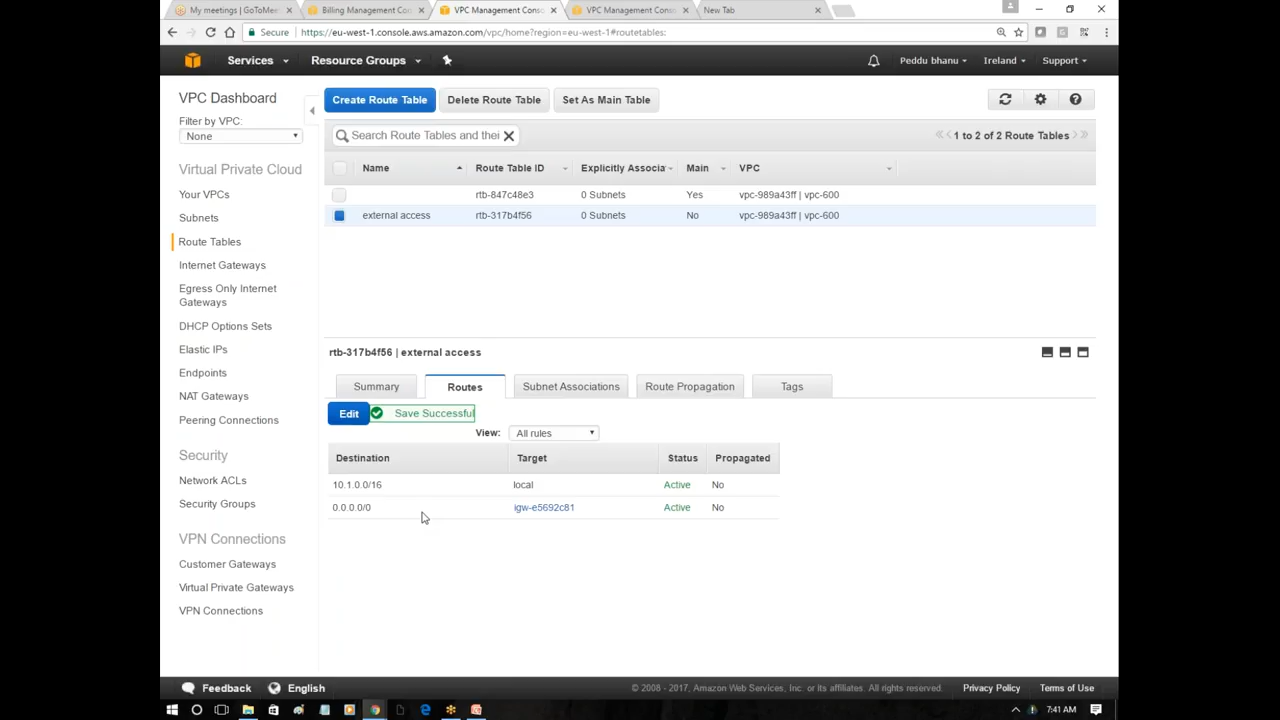 My meetings | GoToMee
Billing Management Con
VPC Management Conso
VPC Management Conso
New Tab
Secure
https://eu-west-1.console.aws.amazon.com/vpc/home?region=eu-west-1#routetables:
Services
Resource Groups
Peddu bhanu
Ireland
Support
VPC Dashboard
Filter by VPC:
None
Virtual Private Cloud
Your VPCs
Subnets
Route Tables
Internet Gateways
Egress Only Internet
Gateways
DHCP Options Sets
Elastic IPs
Endpoints
NAT Gateways
Peering Connections
Security
Network ACLs
Security Groups
VPN Connections
Customer Gateways
Virtual Private Gateways
VPN Connections
Create Route Table Delete Route Table Set As Main Table
Search Route Tables and thei
1 to 2 of 2 Route Tables
Name Route Table ID Explicitly Associa Main VPC
rtb-847c48e3 0 Subnets Yes vpc-989a43ff | vpc-600
external access rtb-317b4f56 0 Subnets No vpc-989a43ff | vpc-600
rtb-317b4f56 | external access
Summary Routes Subnet Associations Route Propagation Tags
Edit Save Successful
View: All rules
Destination Target Status Propagated
10.1.0.0/16 local Active No
0.0.0.0/0 igw-e5692c81 Active No
Feedback English © 2008 - 2017, Amazon Web Services, Inc. or its affiliates. All rights reserved. Privacy Policy Terms of Use
7:41 AM